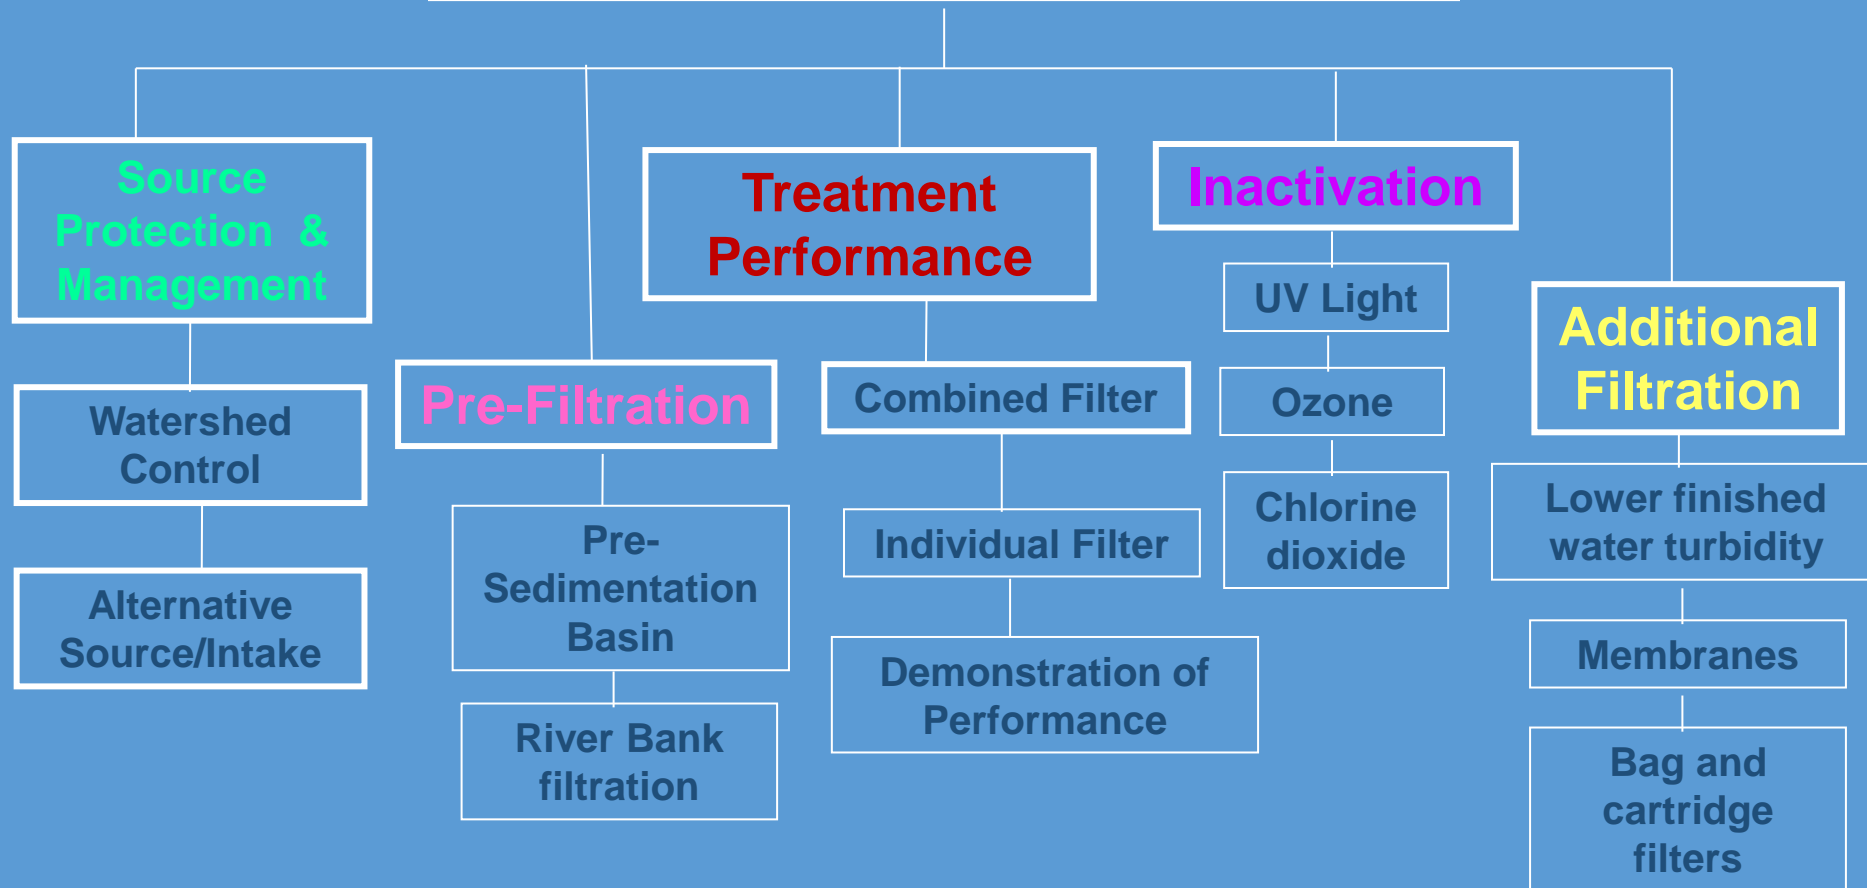 Source
Protection &
Management
Watershed
Control
Alternative
Source/Intake
Pre-Filtration
Pre-
Sedimentation
Basin
River Bank
filtration
Treatment
Performance
Combined Filter
Individual Filter
Demonstration of
Performance
Inactivation
UV Light
Ozone
Chlorine
dioxide
Additional
Filtration
Lower finished
water turbidity
Membranes
Bag and
cartridge
filters